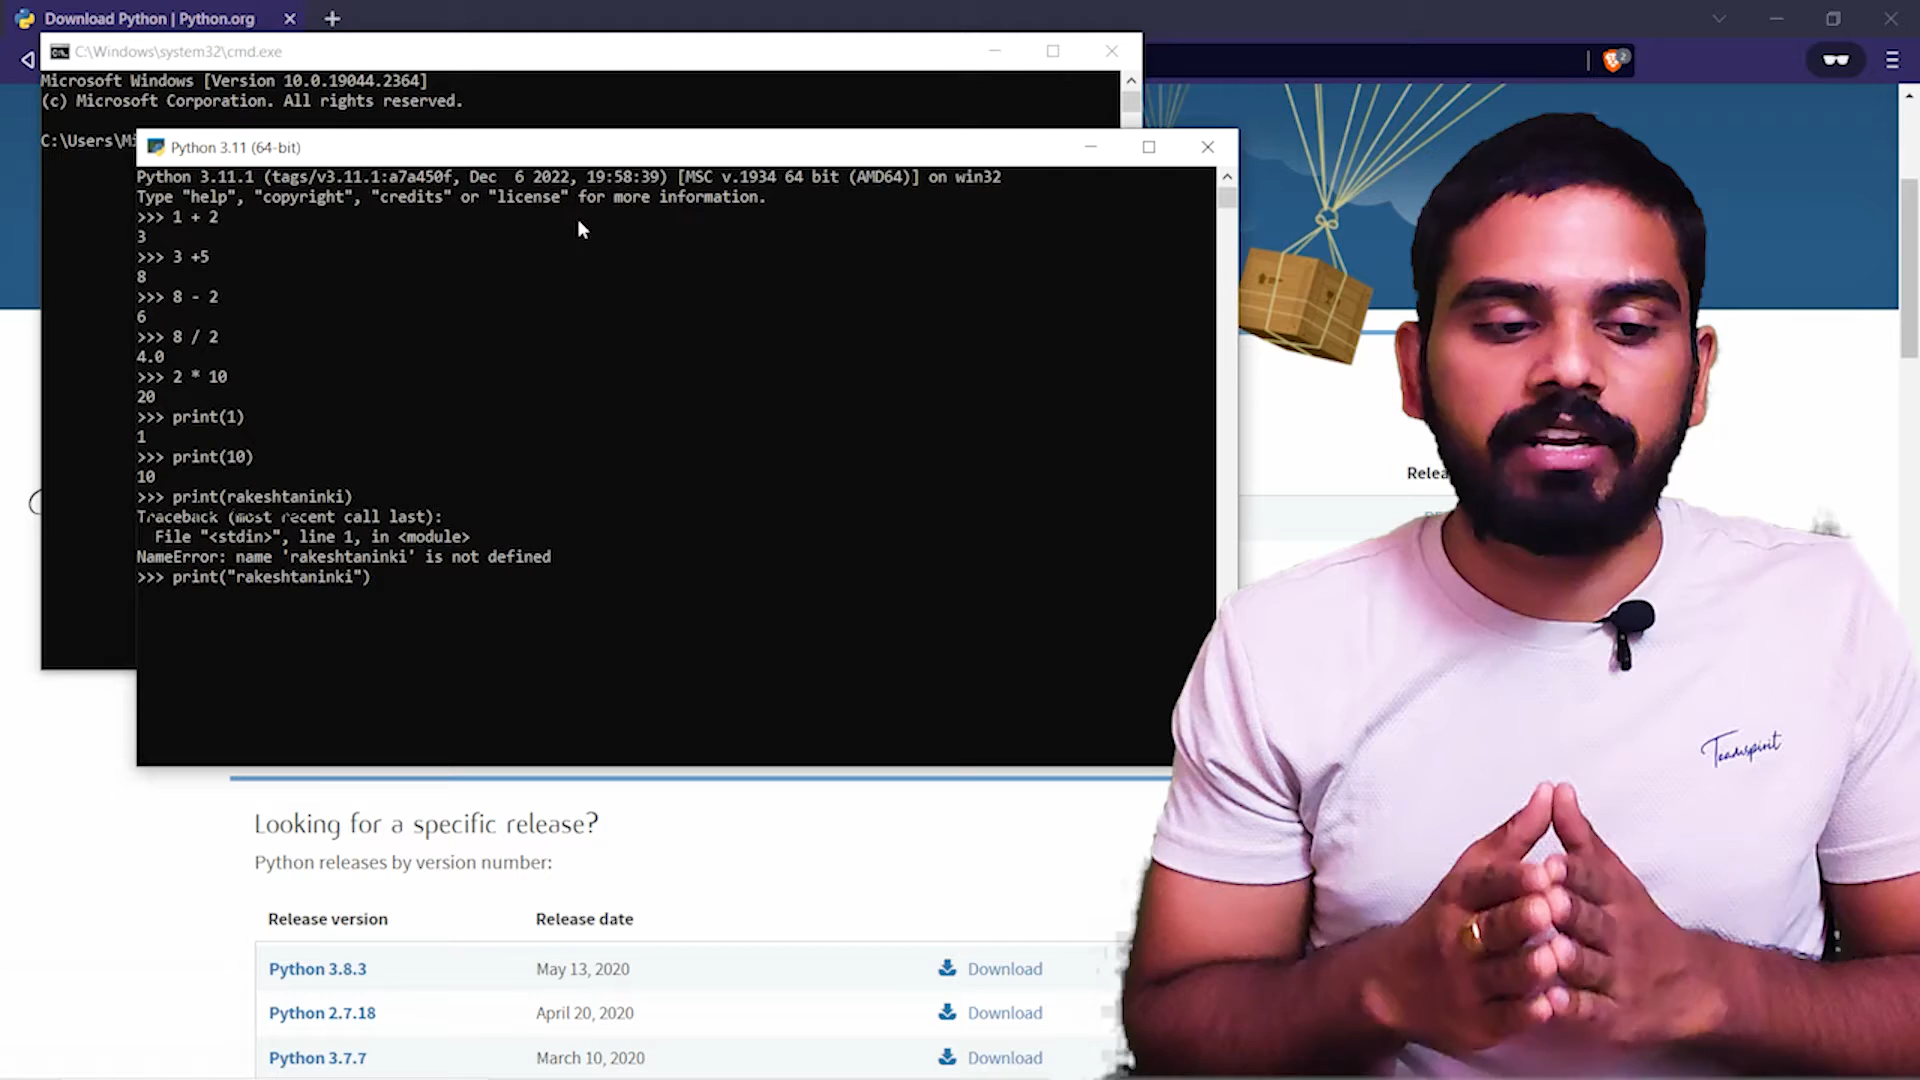 Download Python | Python.org
C:\Windows\system32\cmd.exe
Microsoft Windows [Version 10.0.19044.2364]
(c) Microsoft Corporation. All rights reserved.
C:\Users\Mi
Python 3.11 (64-bit)
Python 3.11.1 (tags/v3.11.1:a7a450f, Dec  6 2022, 19:58:39) [MSC v.1934 64 bit (AMD64)] on win32
Type "help", "copyright", "credits" or "license" for more information.
>>> 1 + 2
3
>>> 3 +5
8
>>> 8 - 2
6
>>> 8 / 2
4.0
>>> 2 * 10
20
>>> print(1)
1
>>> print(10)
10
>>> print(rakeshtaninki)
Traceback (most recent call last):
  File "<stdin>", line 1, in <module>
NameError: name 'rakeshtaninki' is not defined
>>> print("rakeshtaninki")
Relea
Teamspirit
Looking for a specific release?
Python releases by version number:
Release version Release date
Python 3.8.3 May 13, 2020 Download
Python 2.7.18 April 20, 2020 Download
Python 3.7.7 March 10, 2020 Download